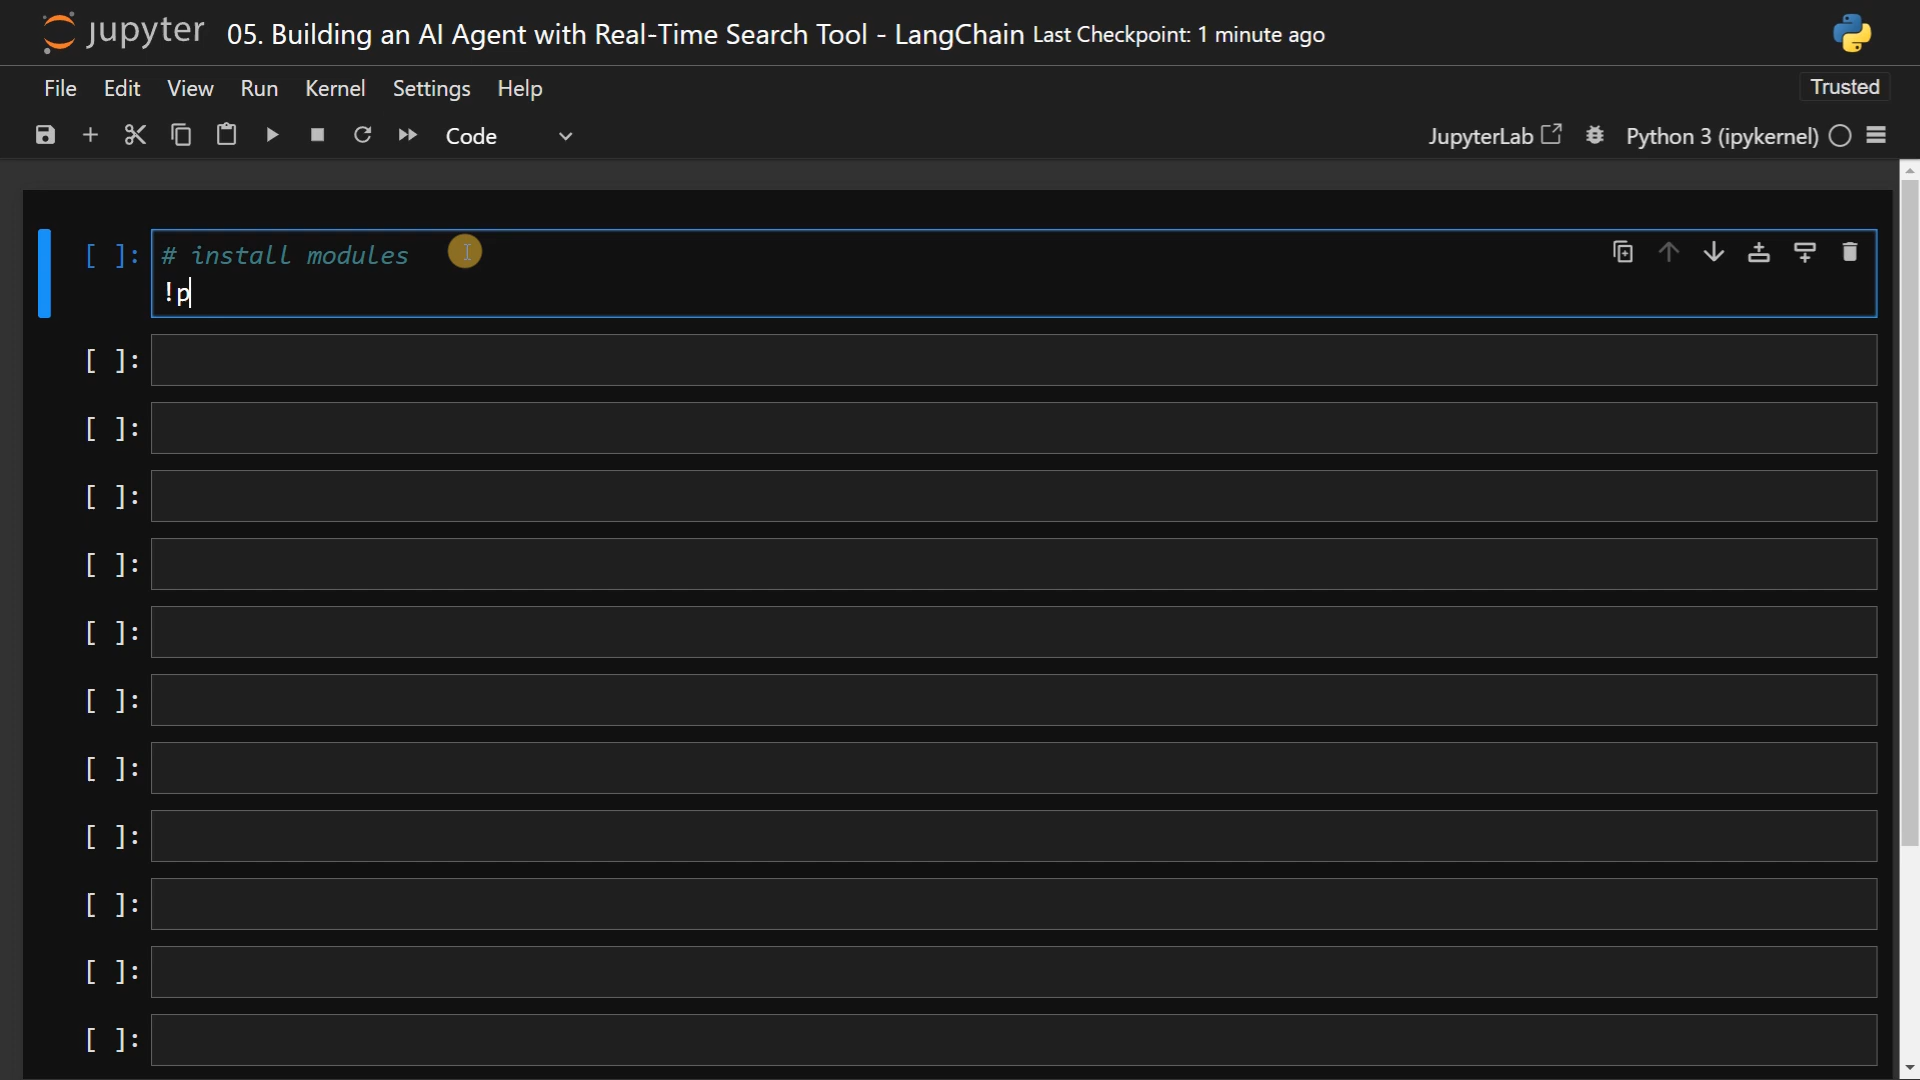 jupyter 05. Building an AI Agent with Real-Time Search Tool - LangChain Last Checkpoint: 1 minute ago
File Edit View Run Kernel Settings Help Trusted
Code JupyterLab Python 3 (ipykernel)
[ ]: # install modules
!p
[ ]:
[ ]:
[ ]:
[ ]:
[ ]:
[ ]:
[ ]:
[ ]:
[ ]:
[ ]:
[ ]: